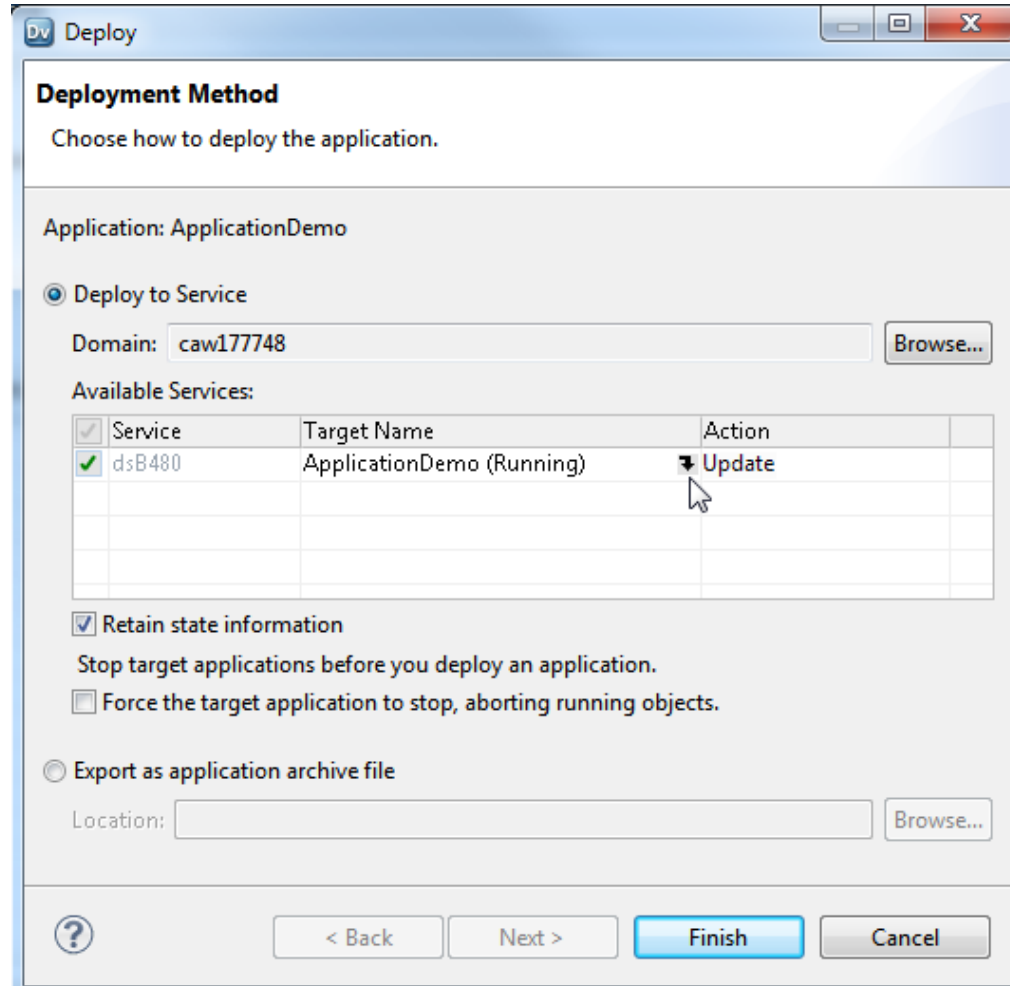 Dv Deploy
Deployment Method
Choose how to deploy the application.
Application: ApplicationDemo
Deploy to Service
Domain: caw177748 Browse...
Available Services:
Service Target Name Action
dsB480 ApplicationDemo (Running) Update
Retain state information
Stop target applications before you deploy an application.
Force the target application to stop, aborting running objects.
Export as application archive file
Location: Browse...
? < Back Next > Finish Cancel